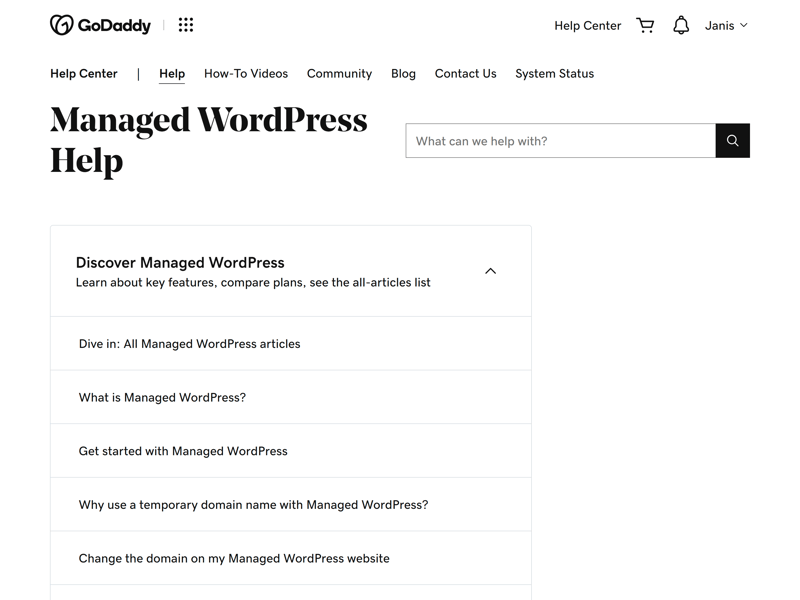 GoDaddy
Help Center
Janis
Help Center | Help How-To Videos Community Blog Contact Us System Status
Managed WordPress
Help
What can we help with?
Discover Managed WordPress
Learn about key features, compare plans, see the all-articles list
Dive in: All Managed WordPress articles
What is Managed WordPress?
Get started with Managed WordPress
Why use a temporary domain name with Managed WordPress?
Change the domain on my Managed WordPress website